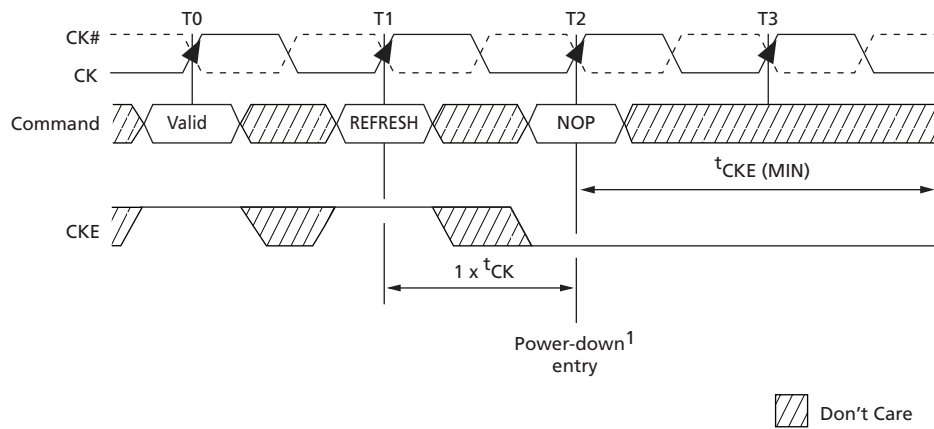 T0 T1 T2 T3
CK#
CK
Command Valid REFRESH NOP
tCKE (MIN)
CKE
1 x tCK
Power-down1
entry
Don't Care